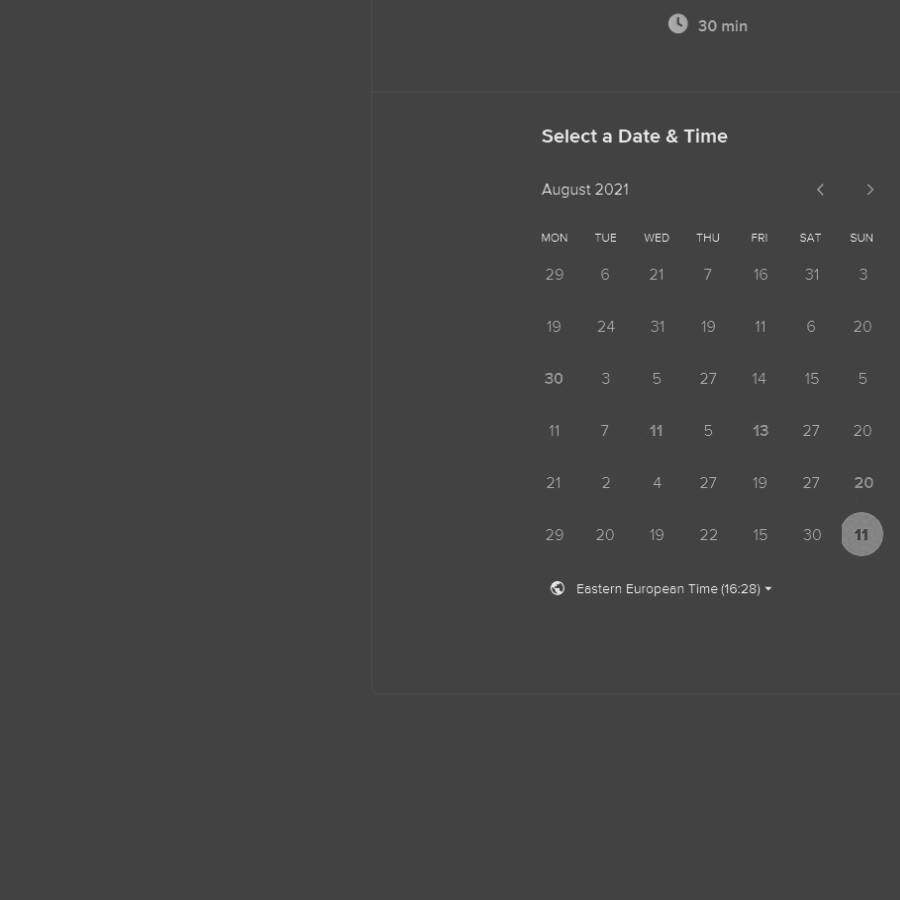 30 min
Select a Date & Time
August 2021
MON TUE WED THU FRI SAT SUN
29 6 21 7 16 31 3
19 24 31 19 11 6 20
30 3 5 27 14 15 5
11 7 11 5 13 27 20
21 2 4 27 19 27 20
29 20 19 22 15 30 11
Eastern European Time (16:28)